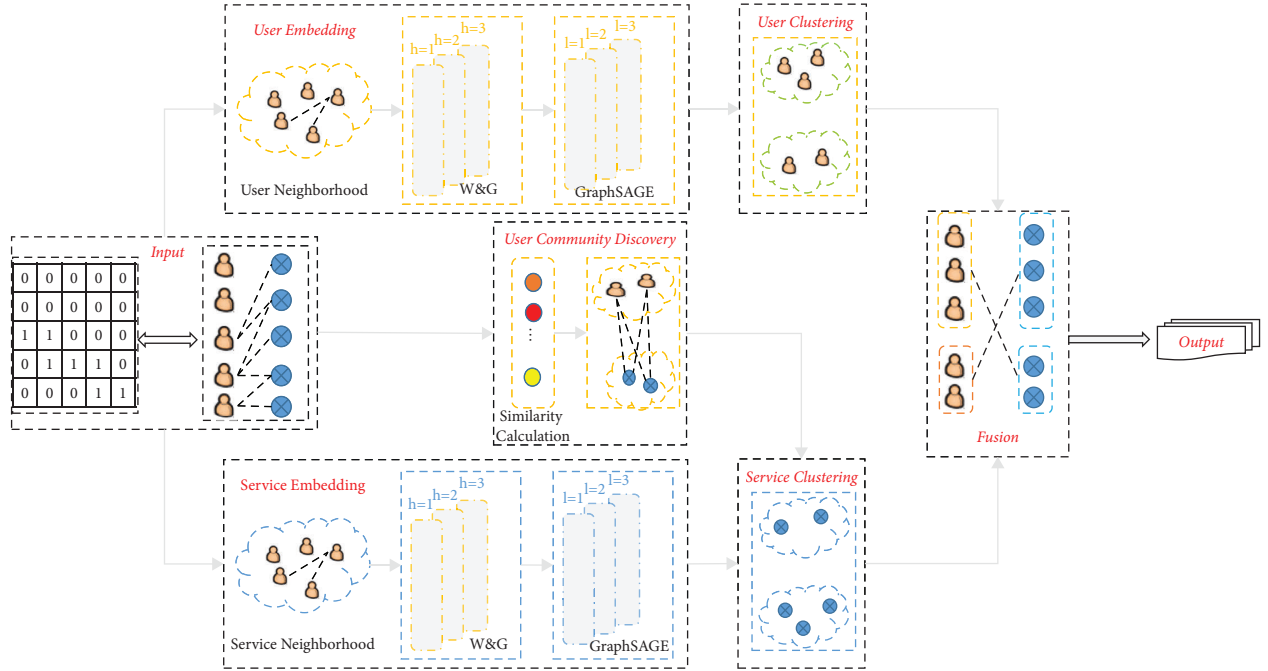 User Embedding
h=1 h=2 h=3
l=1 l=2 l=3
User Neighborhood
W&G
GraphSAGE
User Clustering
Input
0 0 0 0 0
0 0 0 0 0
1 1 0 0 0
0 1 1 1 0
0 0 0 1 1
User Community Discovery
Similarity
Calculation
Service Embedding
h=1 h=2 h=3
l=1 l=2 l=3
Service Neighborhood
W&G
GraphSAGE
Service Clustering
Fusion
Output